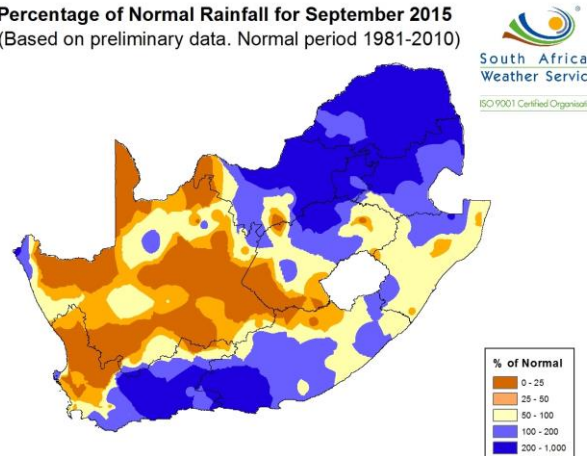 Percentage of Normal Rainfall for September 2015
(Based on preliminary data. Normal period 1981-2010)
South Africa
Weather Servic
ISO 9001 Certified Organisati
% of Normal
0 - 25
25 - 50
50 - 100
100 - 200
200 - 1,000